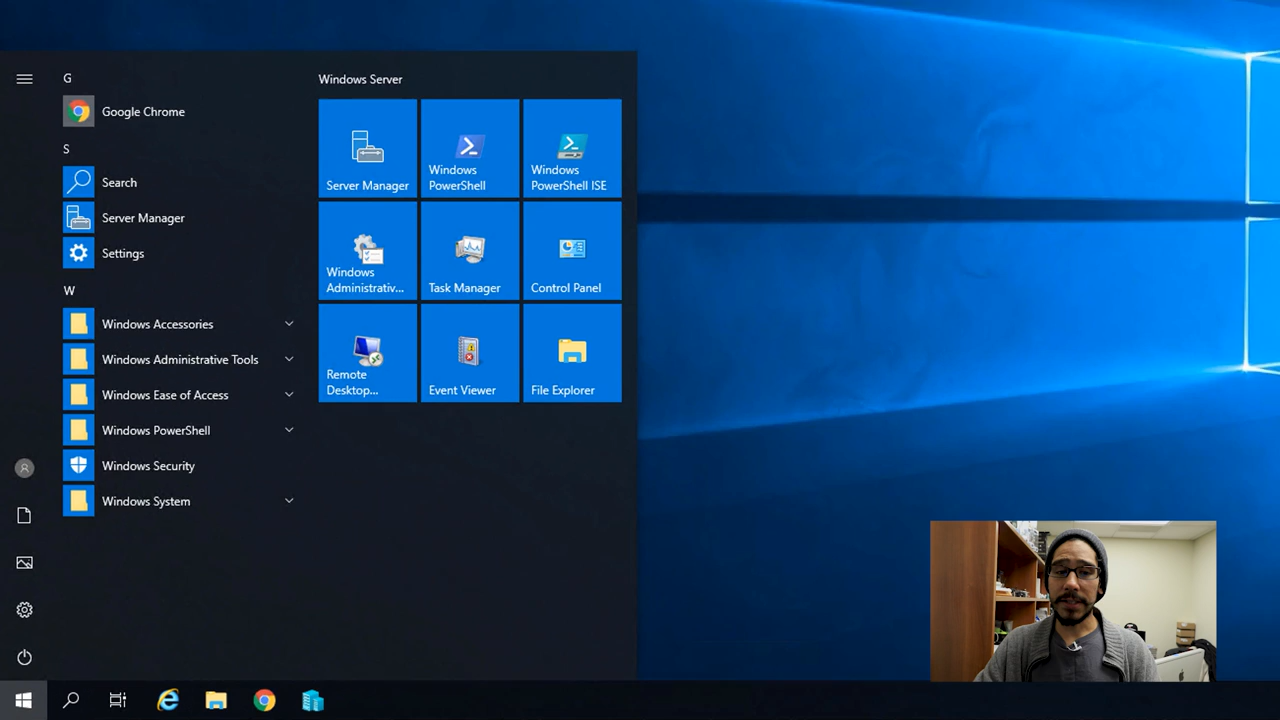 G
Google Chrome
S
Search
Server Manager
Settings
W
Windows Accessories
Windows Administrative Tools
Windows Ease of Access
Windows PowerShell
Windows Security
Windows System
Windows Server
Server Manager
Windows
PowerShell
Windows
PowerShell ISE
Windows
Administrativ...
Task Manager
Control Panel
Remote
Desktop...
Event Viewer
File Explorer